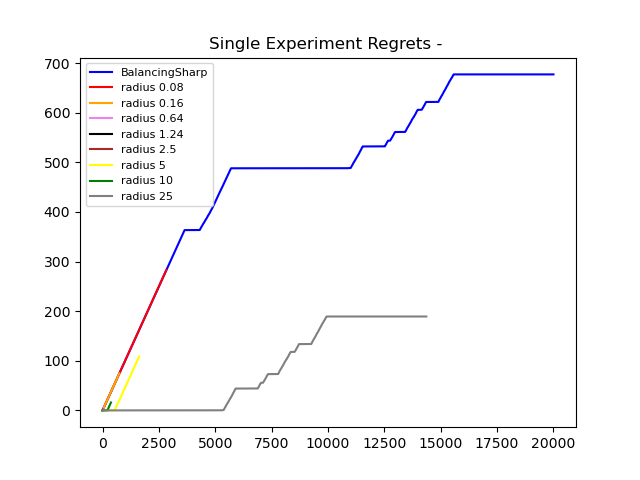 Single Experiment Regrets -
700
600
500
400
300
200
100
0
BalancingSharp
radius 0.08
radius 0.16
radius 0.64
radius 1.24
radius 2.5
radius 5
radius 10
radius 25
0 2500 5000 7500 10000 12500 15000 17500 20000